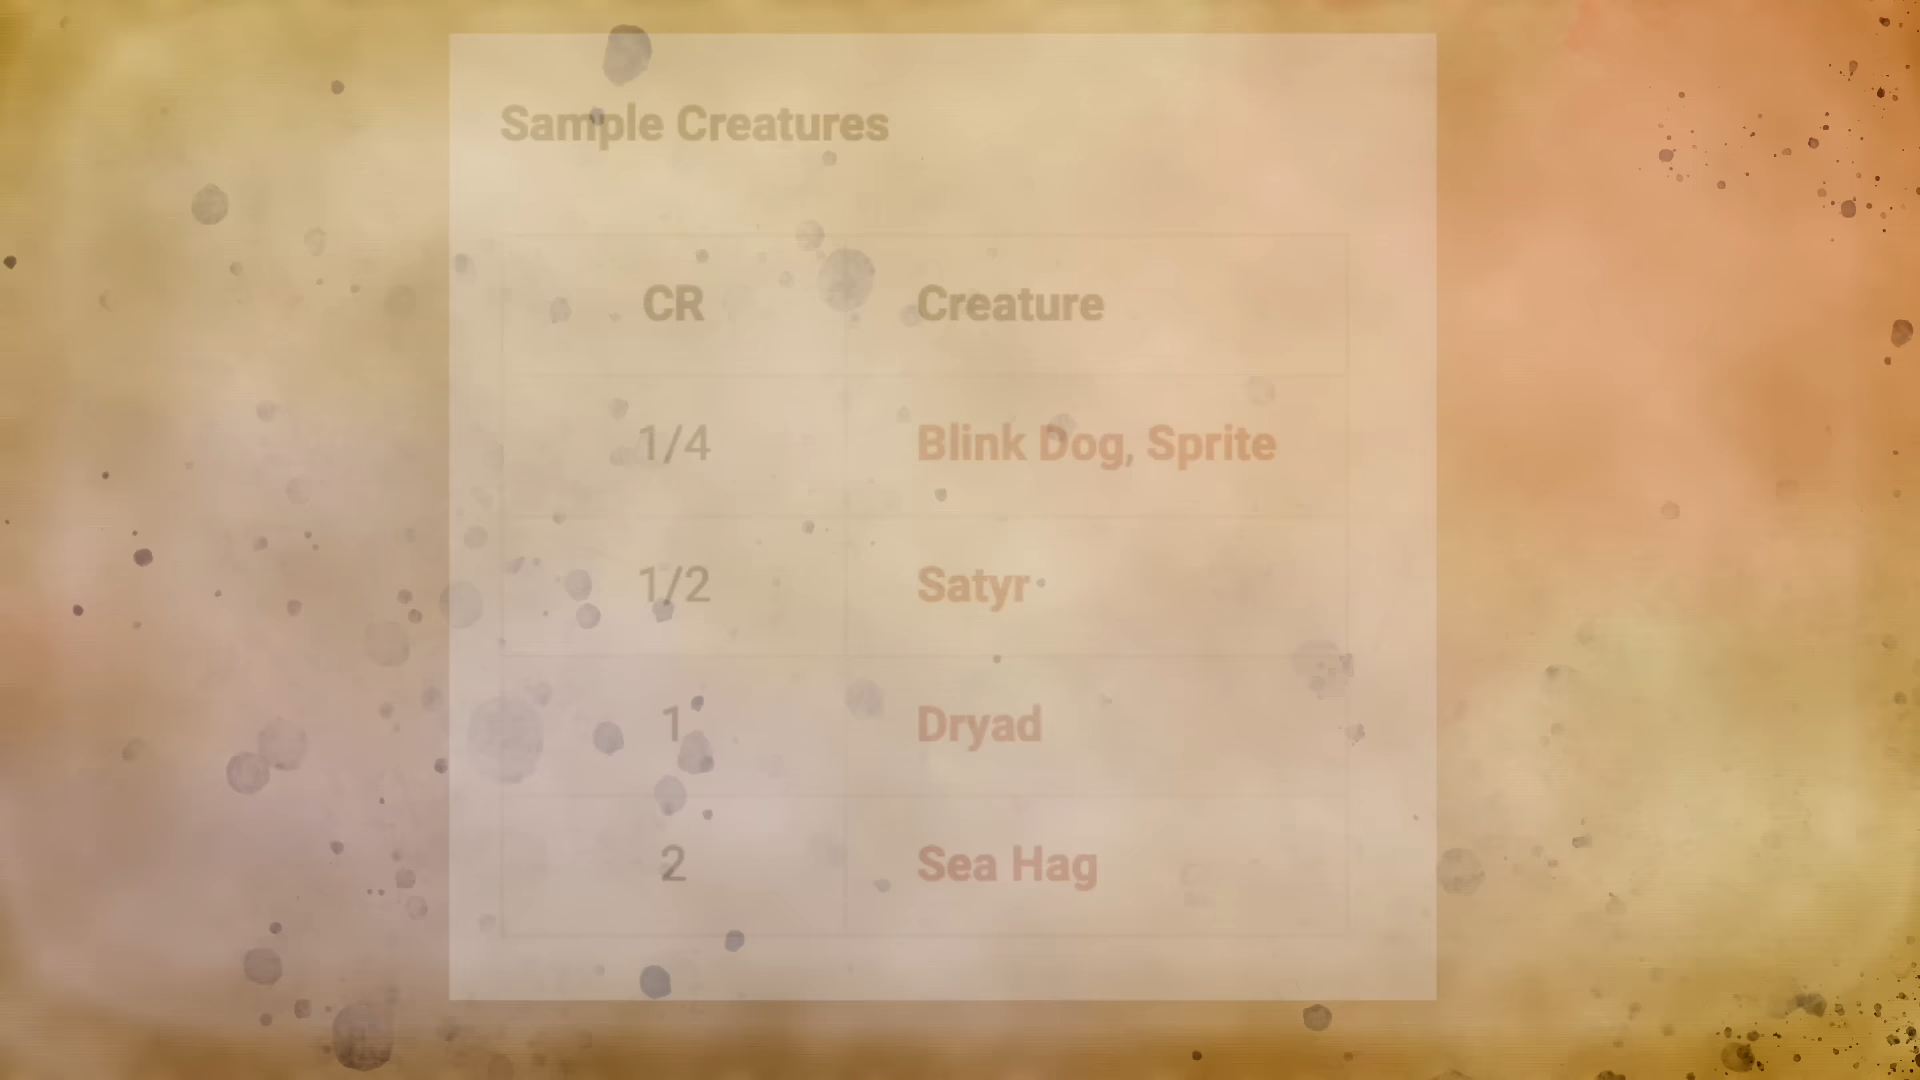 Sample Creatures
CR Creature
1/4 Blink Dog, Sprite
1/2 Satyr
1 Dryad
2 Sea Hag